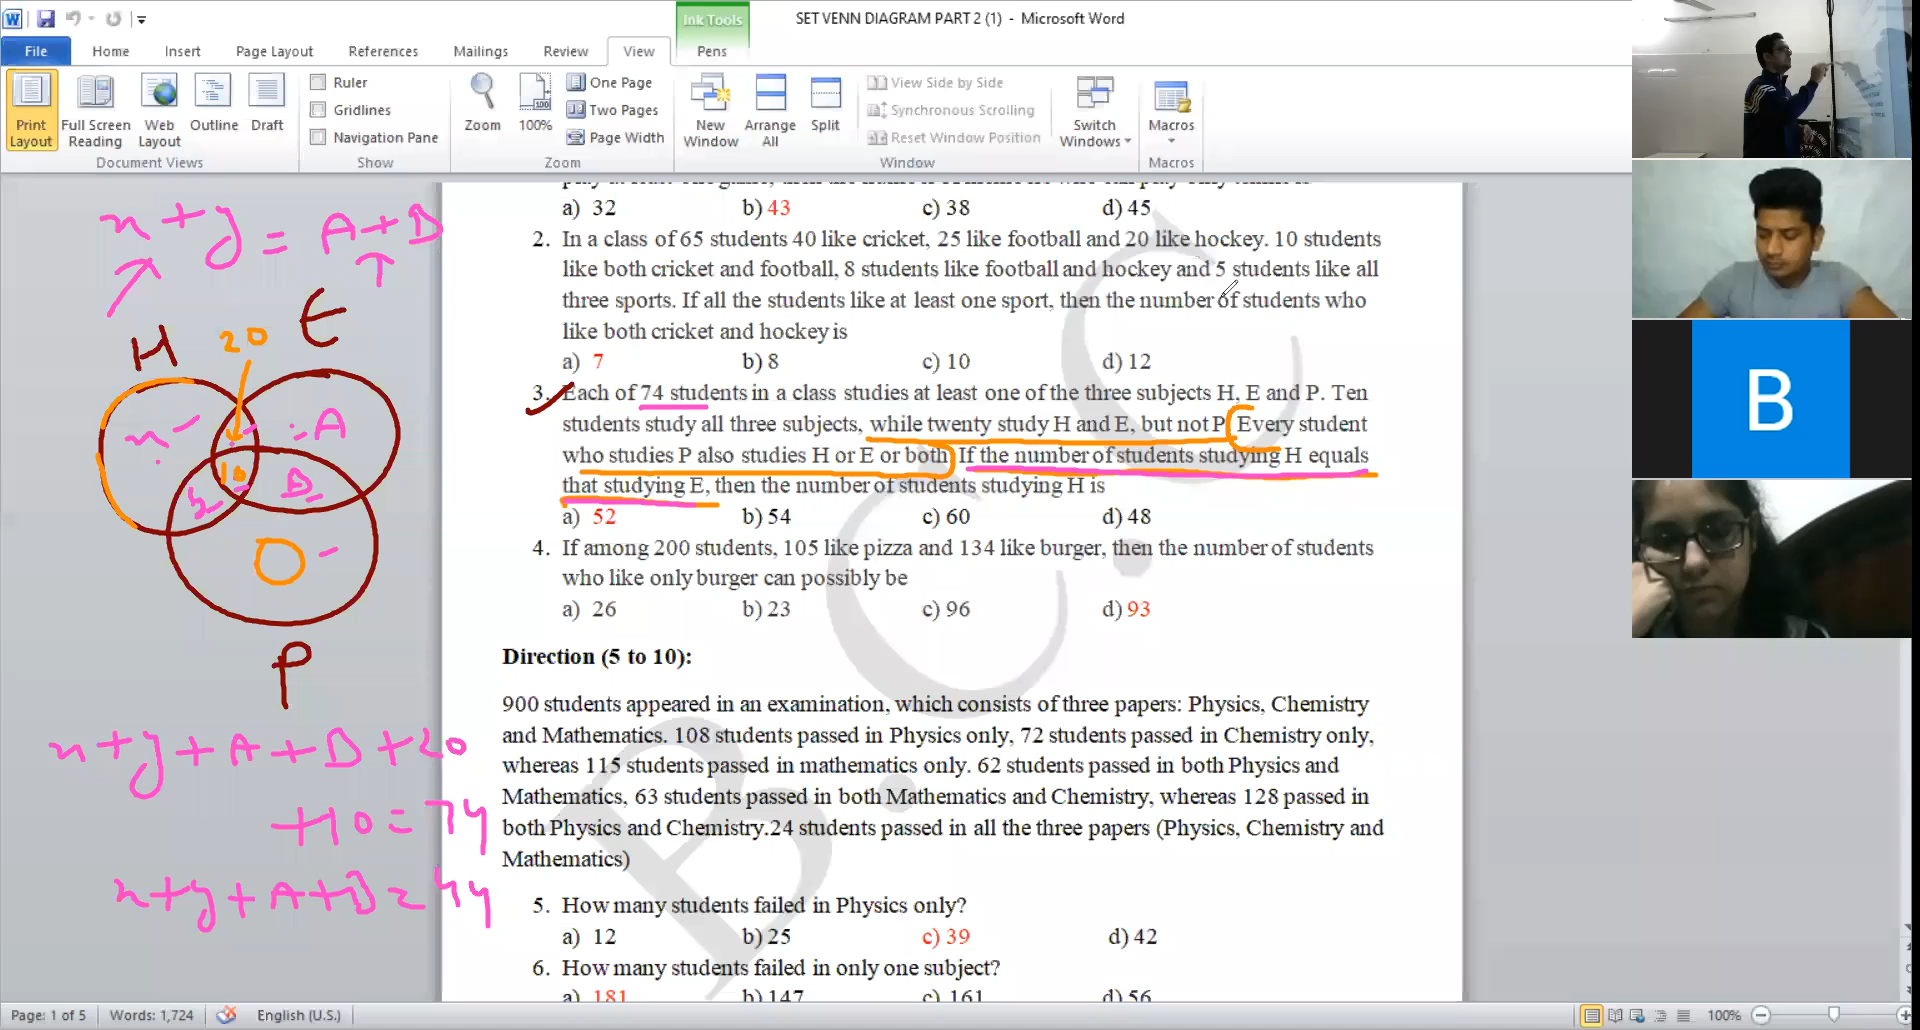 SET VENN DIAGRAM PART 2 (1) - Microsoft Word
Ink Tools
File Home Insert Page Layout References Mailings Review View Pens
Print Layout
Full Screen Reading
Web Layout
Outline
Draft
Document Views
Ruler
Gridlines
Navigation Pane
Show
Zoom
100%
One Page
Two Pages
Page Width
Zoom
New Window
Arrange All
Split
View Side by Side
Synchronous Scrolling
Reset Window Position
Window
Switch Windows
Macros
Macros
a) 32 b) 43 c) 38 d) 45
2. In a class of 65 students 40 like cricket, 25 like football and 20 like hockey. 10 students
like both cricket and football, 8 students like football and hockey and 5 students like all
three sports. If all the students like at least one sport, then the number of students who
like both cricket and hockey is
a) 7 b) 8 c) 10 d) 12
3. Each of 74 students in a class studies at least one of the three subjects H, E and P. Ten
students study all three subjects, while twenty study H and E, but not P Every student
who studies P also studies H or E or both If the number of students studying H equals
that studying E, then the number of students studying H is
a) 52 b) 54 c) 60 d) 48
4. If among 200 students, 105 like pizza and 134 like burger, then the number of students
who like only burger can possibly be
a) 26 b) 23 c) 96 d) 93
Direction (5 to 10):
900 students appeared in an examination, which consists of three papers: Physics, Chemistry
and Mathematics. 108 students passed in Physics only, 72 students passed in Chemistry only,
whereas 115 students passed in mathematics only. 62 students passed in both Physics and
Mathematics, 63 students passed in both Mathematics and Chemistry, whereas 128 passed in
both Physics and Chemistry.24 students passed in all the three papers (Physics, Chemistry and
Mathematics)
5. How many students failed in Physics only?
a) 12 b) 25 c) 39 d) 42
6. How many students failed in only one subject?
a) 181 b) 147 c) 161 d) 56
B.C.C
x+y = A+B
H 20 E
x A
10 B
y
O
P
x+y+A+B+20
+10=74
x+y+A+B=44
B
Page: 1 of 5 Words: 1,724 English (U.S.) 100%